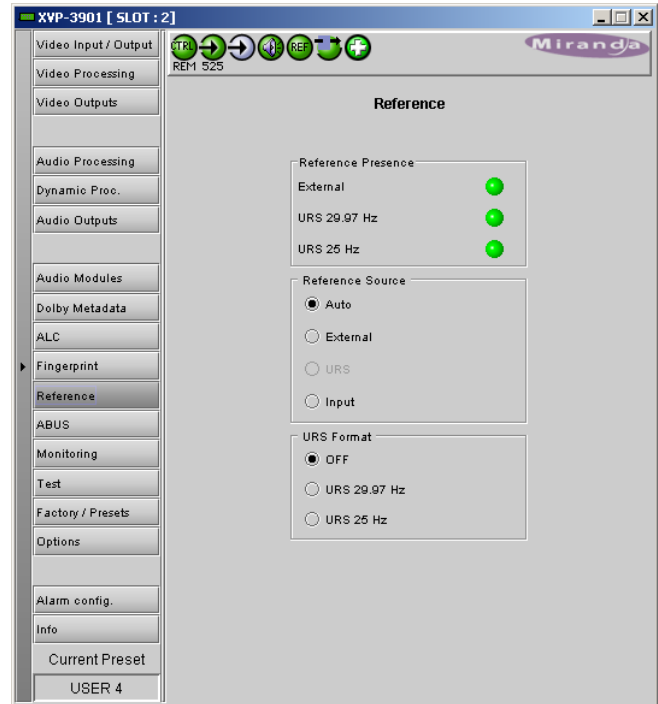 XVP-3901 [ SLOT : 2]
Video Input / Output
Video Processing
Video Outputs
Audio Processing
Dynamic Proc.
Audio Outputs
Audio Modules
Dolby Metadata
ALC
Fingerprint
Reference
ABUS
Monitoring
Test
Factory / Presets
Options
Alarm config.
Info
Current Preset
USER 4
CTRL
REF
REM 525
Miranda
Reference
Reference Presence
External
URS 29.97 Hz
URS 25 Hz
Reference Source
Auto
External
URS
Input
URS Format
OFF
URS 29.97 Hz
URS 25 Hz